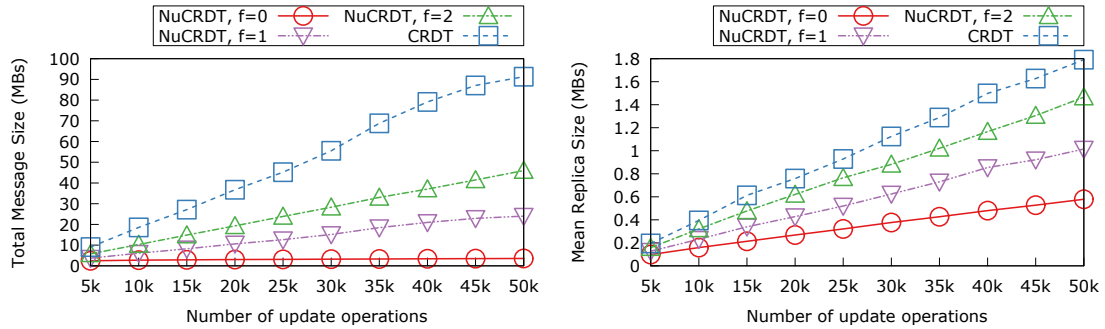 NuCRDT, f=0 NuCRDT, f=2
NuCRDT, f=1 CRDT
Total Message Size (MBs)
100
90
80
70
60
50
40
30
20
10
0
5k 10k 15k 20k 25k 30k 35k 40k 45k 50k
Number of update operations
NuCRDT, f=0 NuCRDT, f=2
NuCRDT, f=1 CRDT
Mean Replica Size (MBs)
1.8
1.6
1.4
1.2
1
0.8
0.6
0.4
0.2
0
5k 10k 15k 20k 25k 30k 35k 40k 45k 50k
Number of update operations